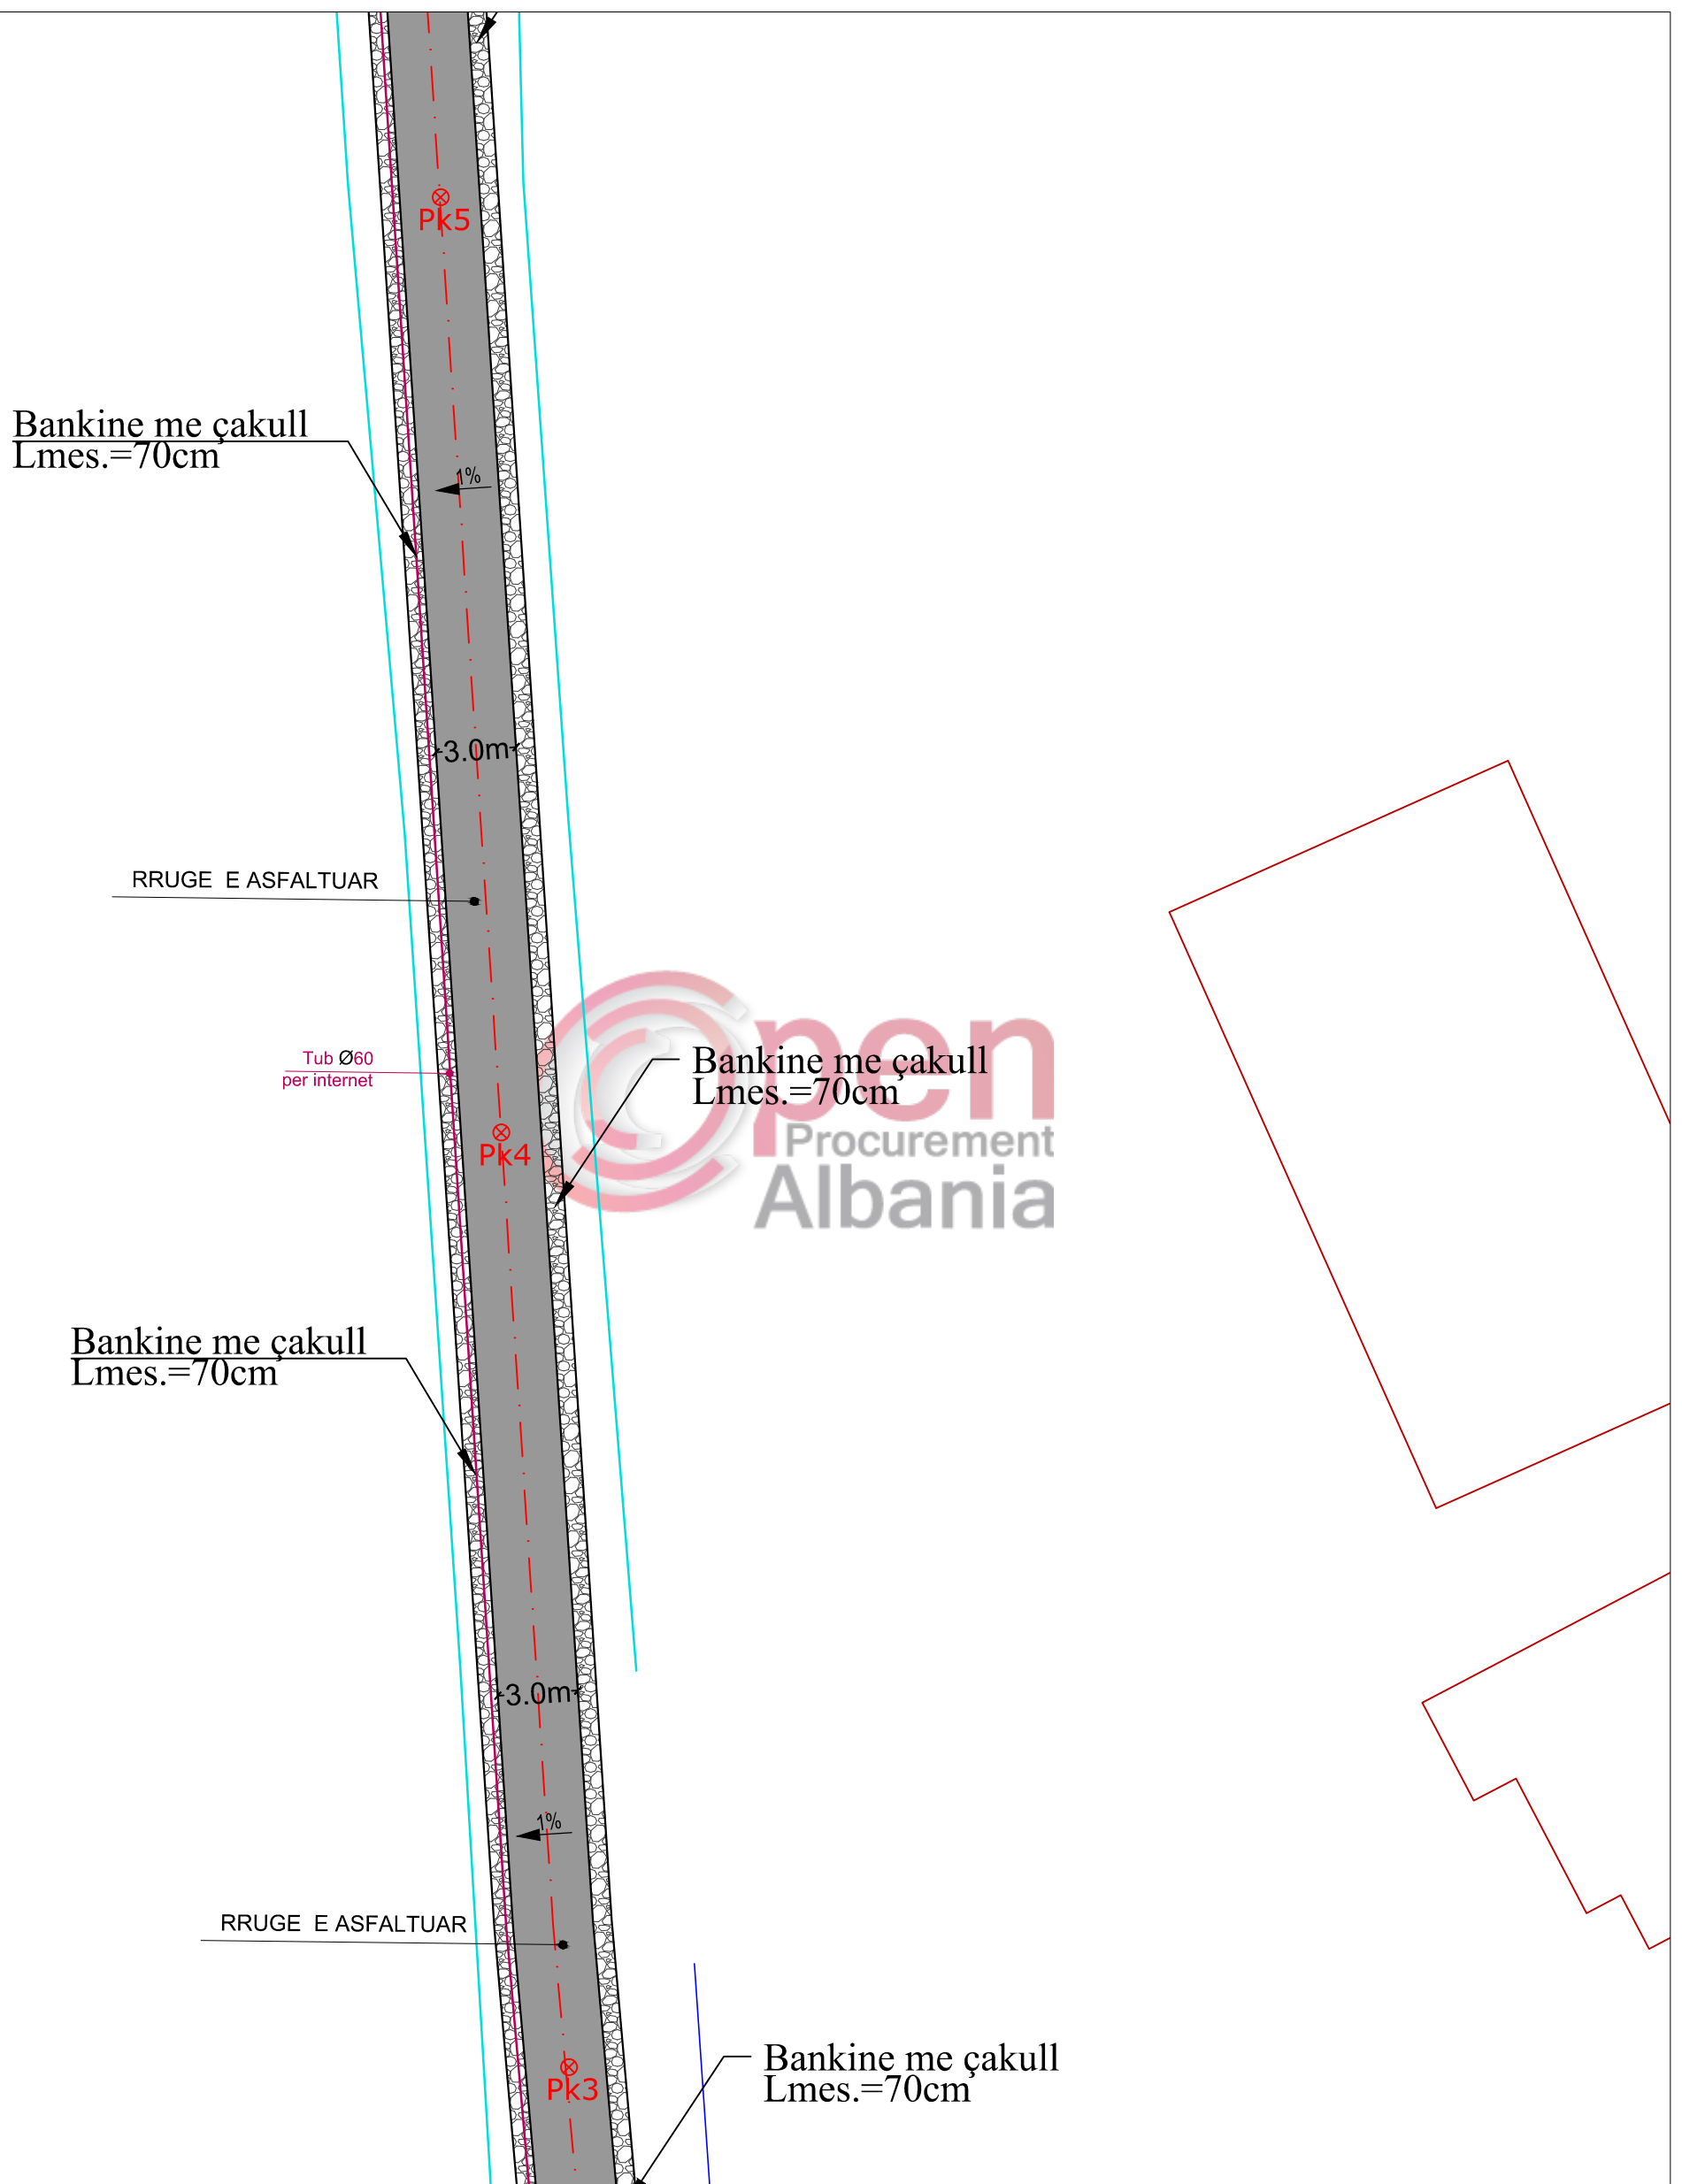 Pk5
Bankine me çakull
Lmes.=70cm
1%
3.0m
RRUGE E ASFALTUAR
Tub Ø60
per internet
Bankine me çakull
Lmes.=70cm
Open
Procurement
Albania
Pk4
Bankine me çakull
Lmes.=70cm
3.0m
1%
RRUGE E ASFALTUAR
Bankine me çakull
Lmes.=70cm
Pk3